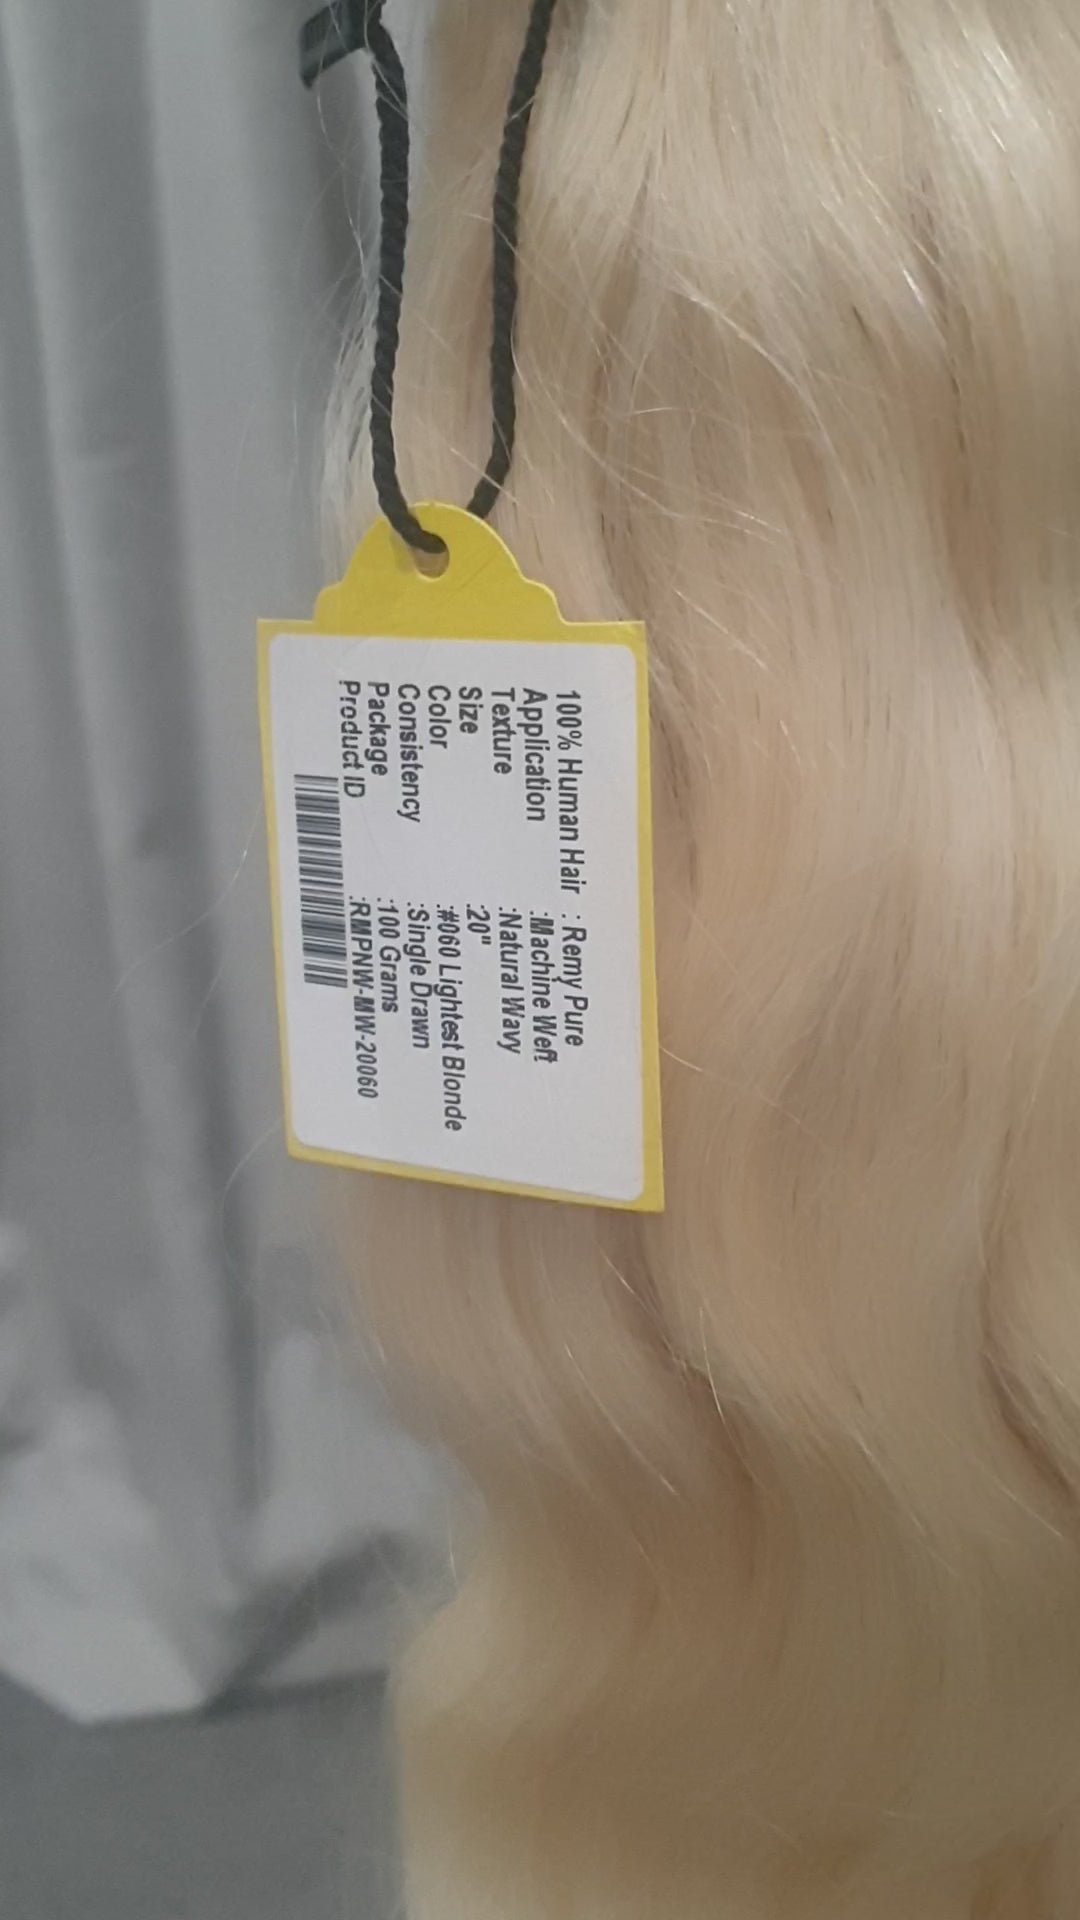 100% Human Hair : Remy Pure
Application :Machine Weft
Texture :Natural Wavy
Size :20"
Color :#060 Lightest Blonde
Consistency :Single Drawn
Package :100 Grams
Product ID :RMPNW-MW-20060